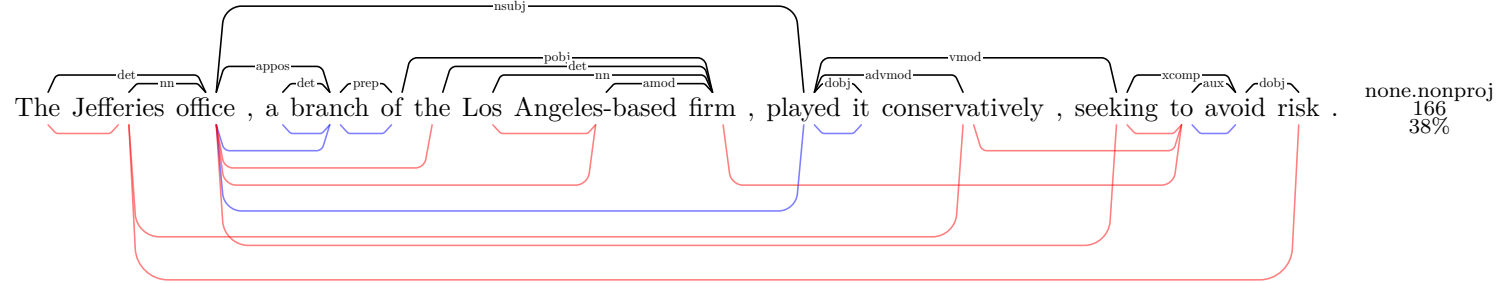 nsubj
pobj vmod
appos det
det nn advmod xcomp
nn det prep amod dobj aux dobj
The Jefferies office , a branch of the Los Angeles-based firm , played it conservatively , seeking to avoid risk .
none.nonproj
166
38%